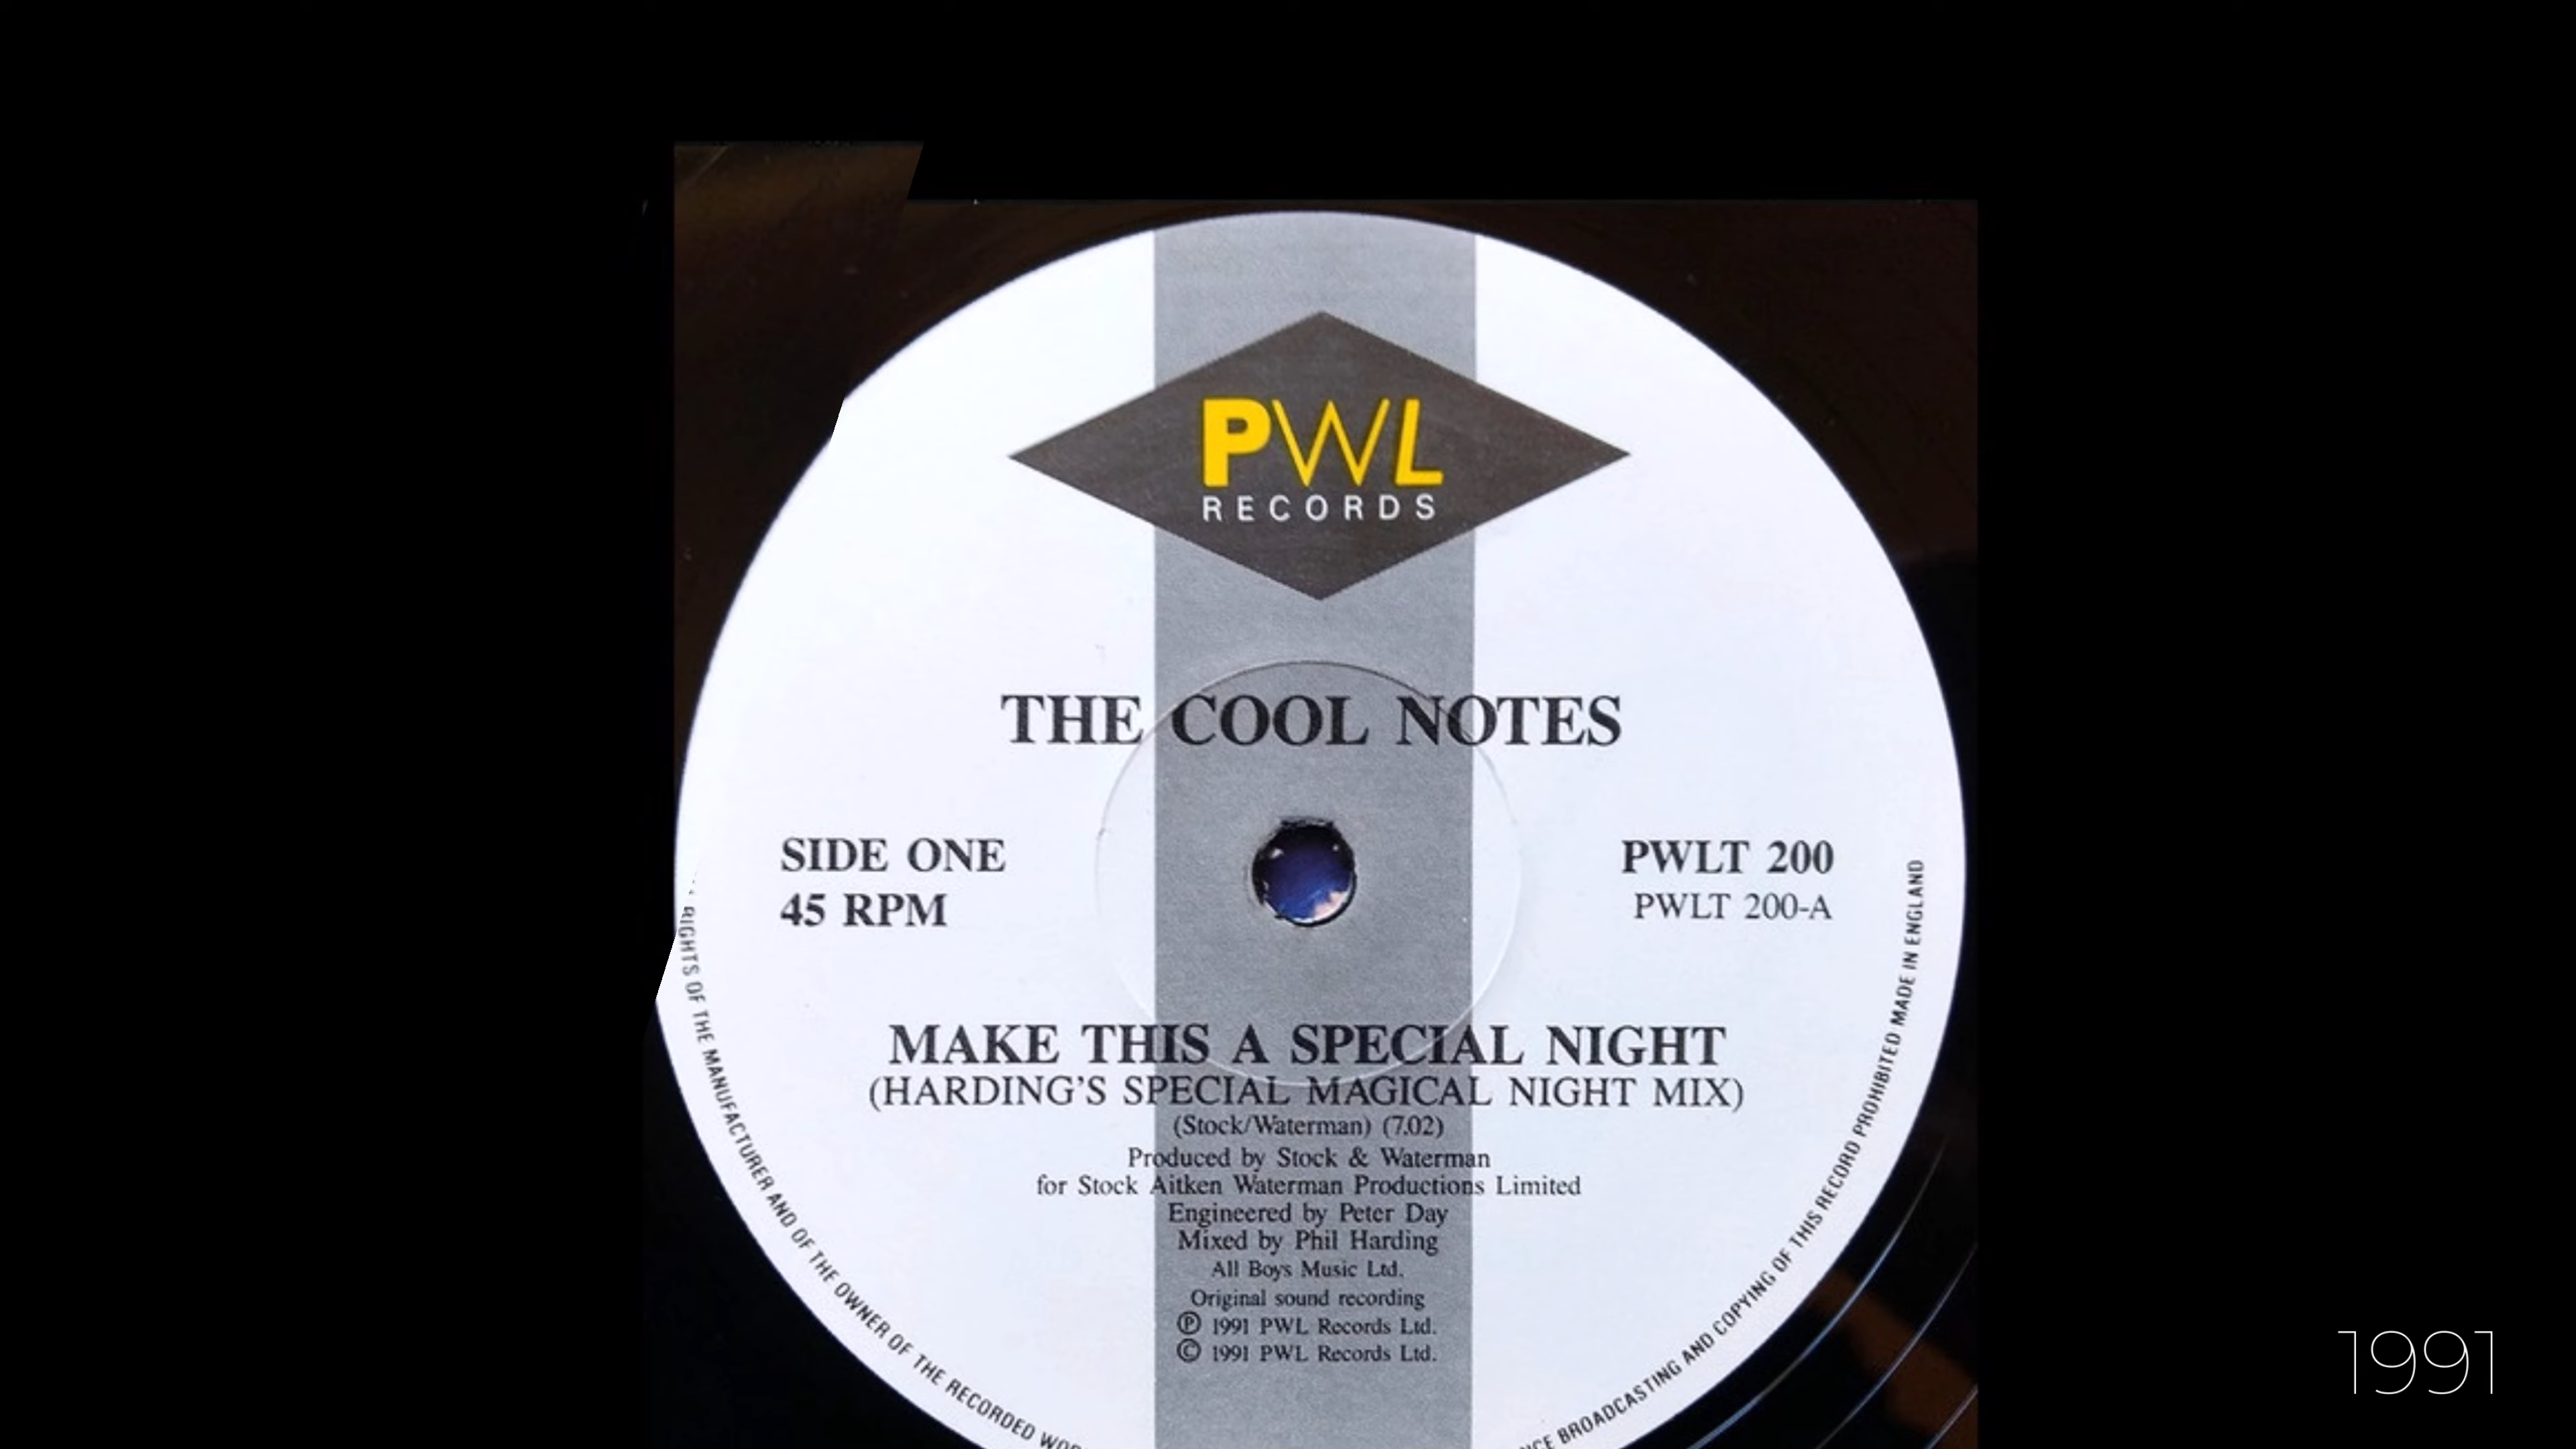 PWL
RECORDS
THE COOL NOTES
SIDE ONE
45 RPM
PWLT 200
PWLT 200-A
MAKE THIS A SPECIAL NIGHT
(HARDING'S SPECIAL MAGICAL NIGHT MIX)
(Stock/Waterman) (7.02)
Produced by Stock & Waterman
for Stock Aitken Waterman Productions Limited
Engineered by Peter Day
Mixed by Phil Harding
All Boys Music Ltd.
Original sound recording
℗ 1991 PWL Records Ltd.
© 1991 PWL Records Ltd.
RIGHTS OF THE MANUFACTURER AND OF THE OWNER OF THE RECORDED
BROADCASTING AND COPYING OF THIS RECORD PROHIBITED MADE IN ENGLAND
1991